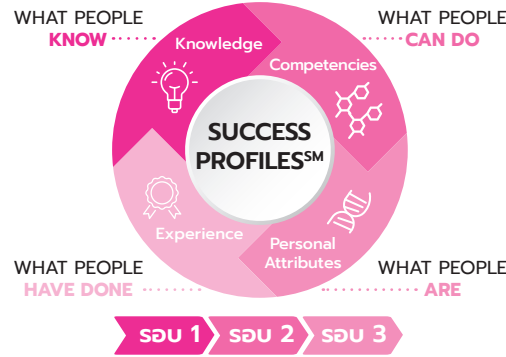 WHAT PEOPLE
KNOW
WHAT PEOPLE
CAN DO
Knowledge
Competencies
SUCCESS
PROFILES℠
Experience
Personal
Attributes
WHAT PEOPLE
HAVE DONE
WHAT PEOPLE
ARE
รอบ 1
รอบ 2
รอบ 3